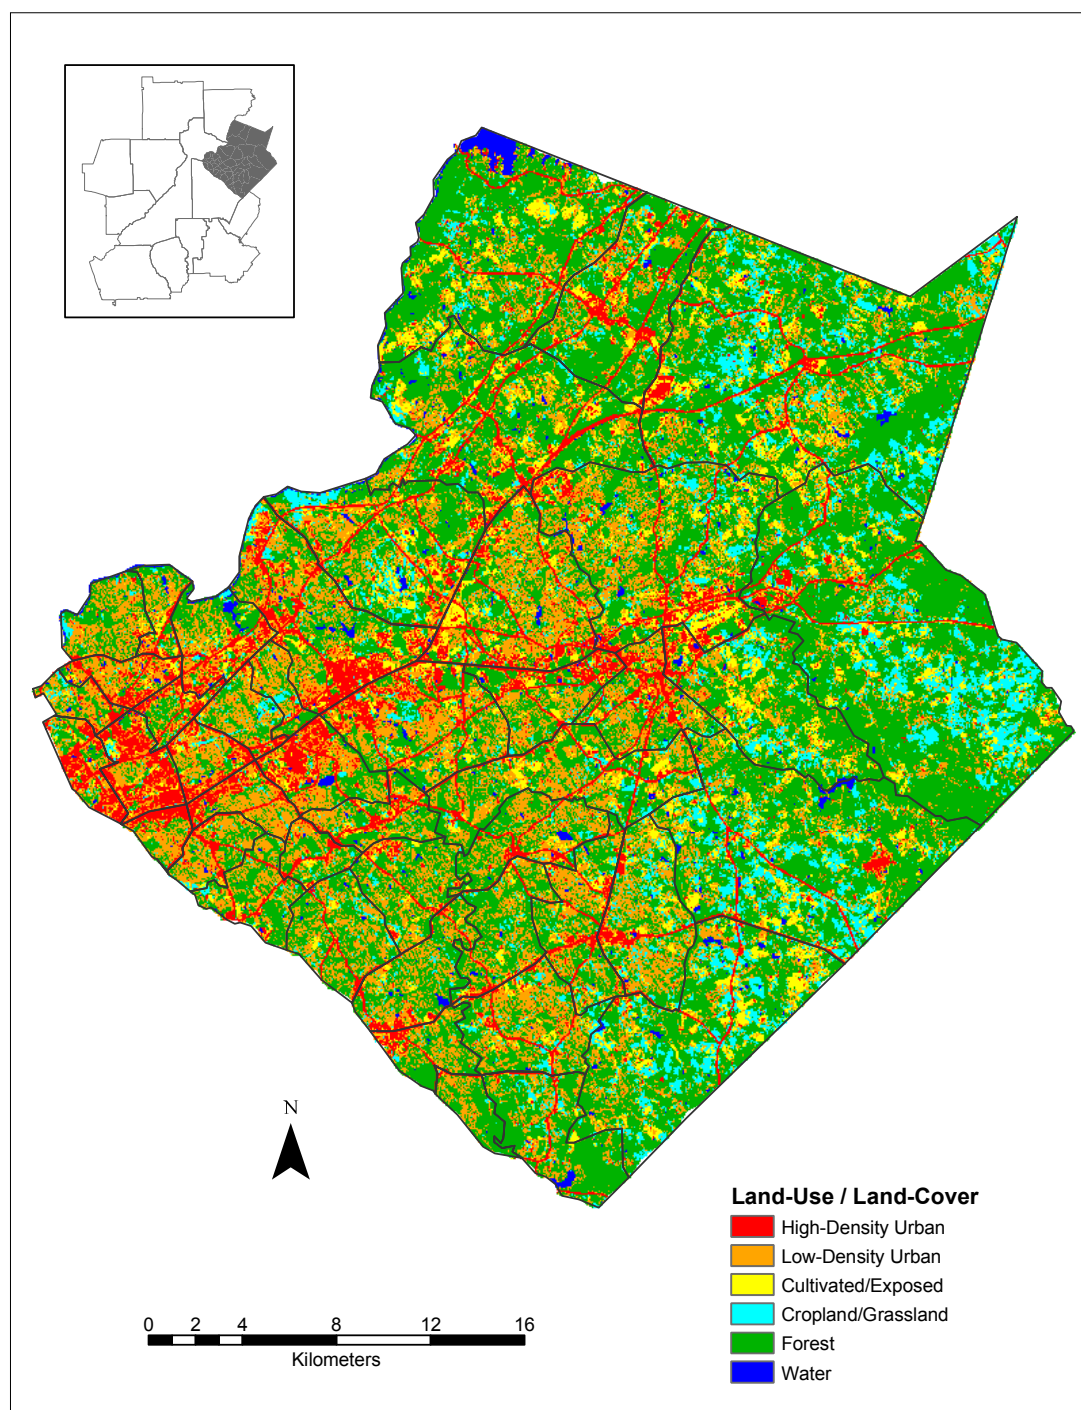 N
Land-Use / Land-Cover
High-Density Urban
Low-Density Urban
Cultivated/Exposed
Cropland/Grassland
Forest
Water
0 2 4 8 12 16
Kilometers